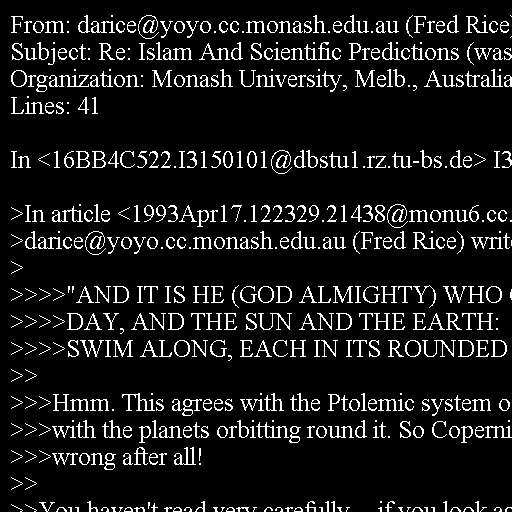 From: darice@yoyo.cc.monash.edu.au (Fred Rice)
Subject: Re: Islam And Scientific Predictions (was
Organization: Monash University, Melb., Australia
Lines: 41

In <16BB4C522.I3150101@dbstu1.rz.tu-bs.de> I3

>In article <1993Apr17.122329.21438@monu6.cc.
>darice@yoyo.cc.monash.edu.au (Fred Rice) writ
>
>>>>"AND IT IS HE (GOD ALMIGHTY) WHO
>>>>DAY, AND THE SUN AND THE EARTH:
>>>>SWIM ALONG, EACH IN ITS ROUNDED
>>
>>>Hmm. This agrees with the Ptolemic system o
>>>with the planets orbitting round it. So Coperni
>>>wrong after all!
>>
>>You haven't read very carefully -- if you look ag